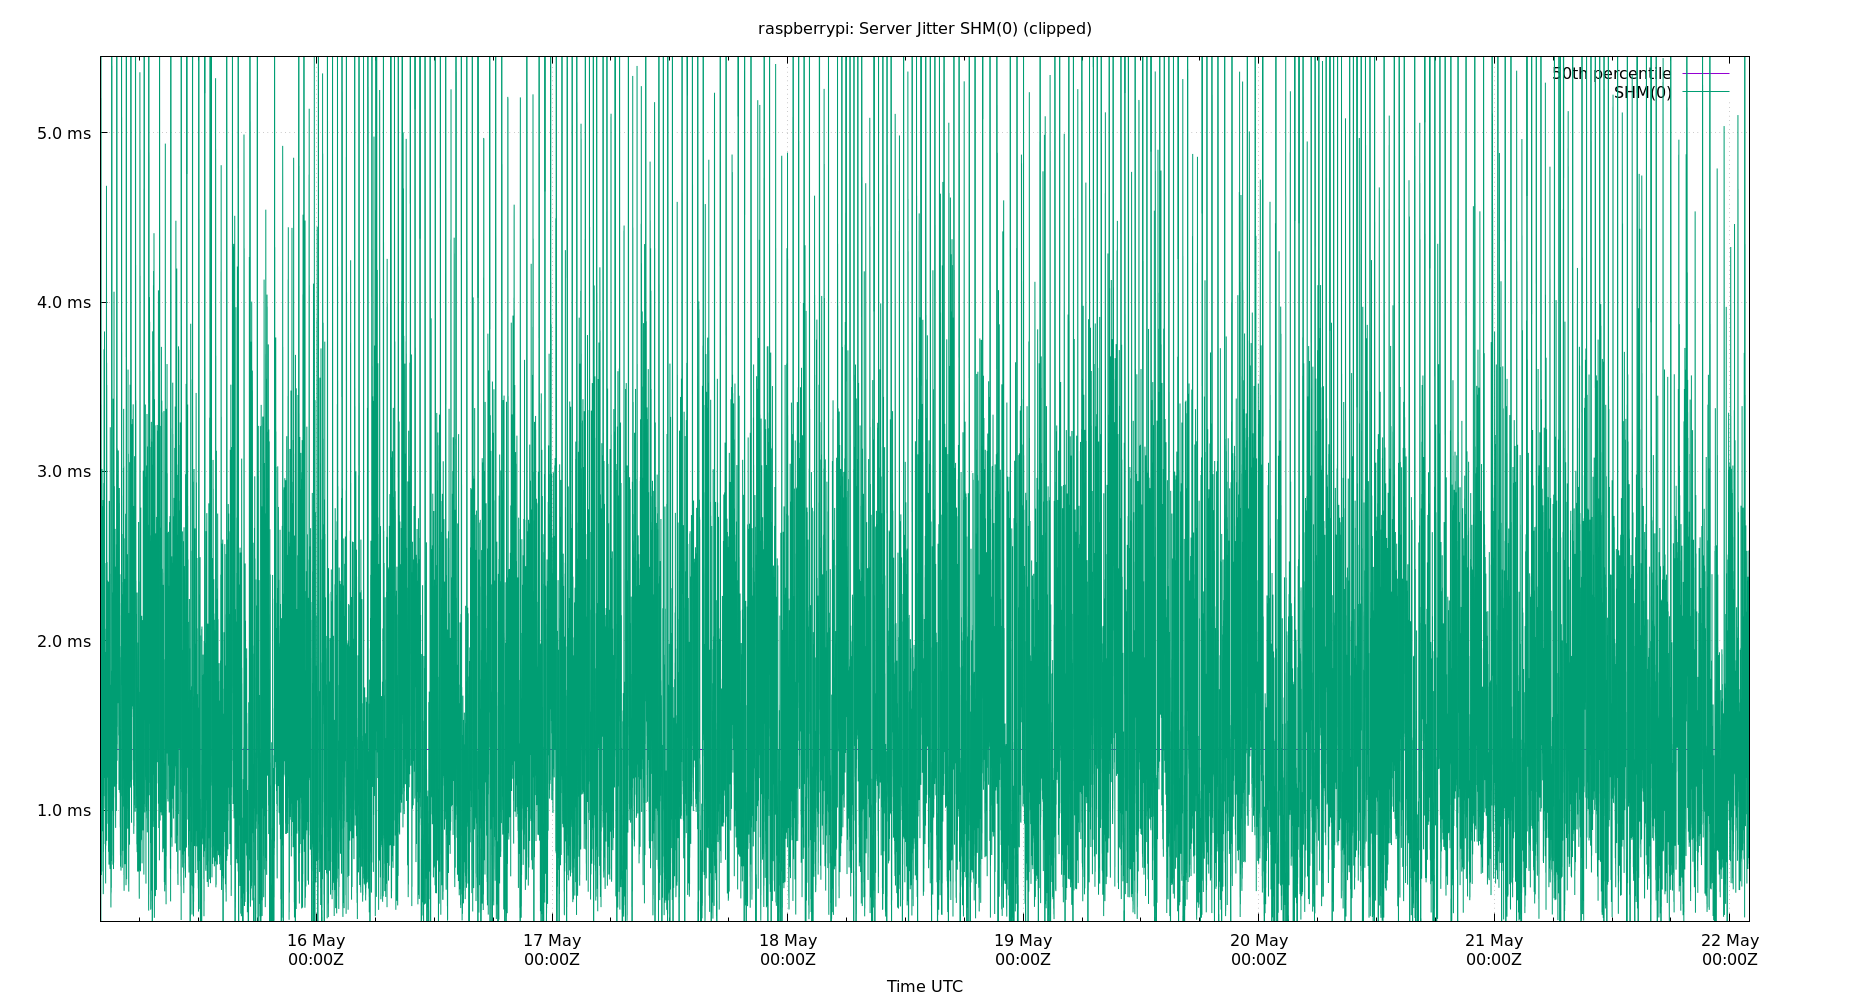 raspberrypi: Server Jitter SHM(0) (clipped)
50th percentile
SHM(0)
5.0 ms
4.0 ms
3.0 ms
2.0 ms
1.0 ms
16 May
00:00Z
17 May
00:00Z
18 May
00:00Z
19 May
00:00Z
20 May
00:00Z
21 May
00:00Z
22 May
00:00Z
Time UTC